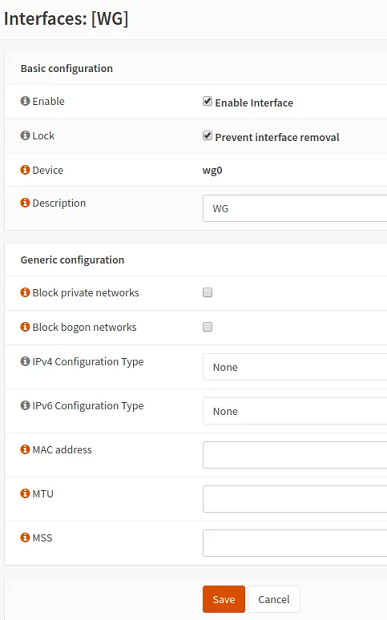 Interfaces: [WG]
Basic configuration
Enable Enable Interface
Lock Prevent interface removal
Device wg0
Description WG
Generic configuration
Block private networks
Block bogon networks
IPv4 Configuration Type None
IPv6 Configuration Type None
MAC address
MTU
MSS
Save Cancel